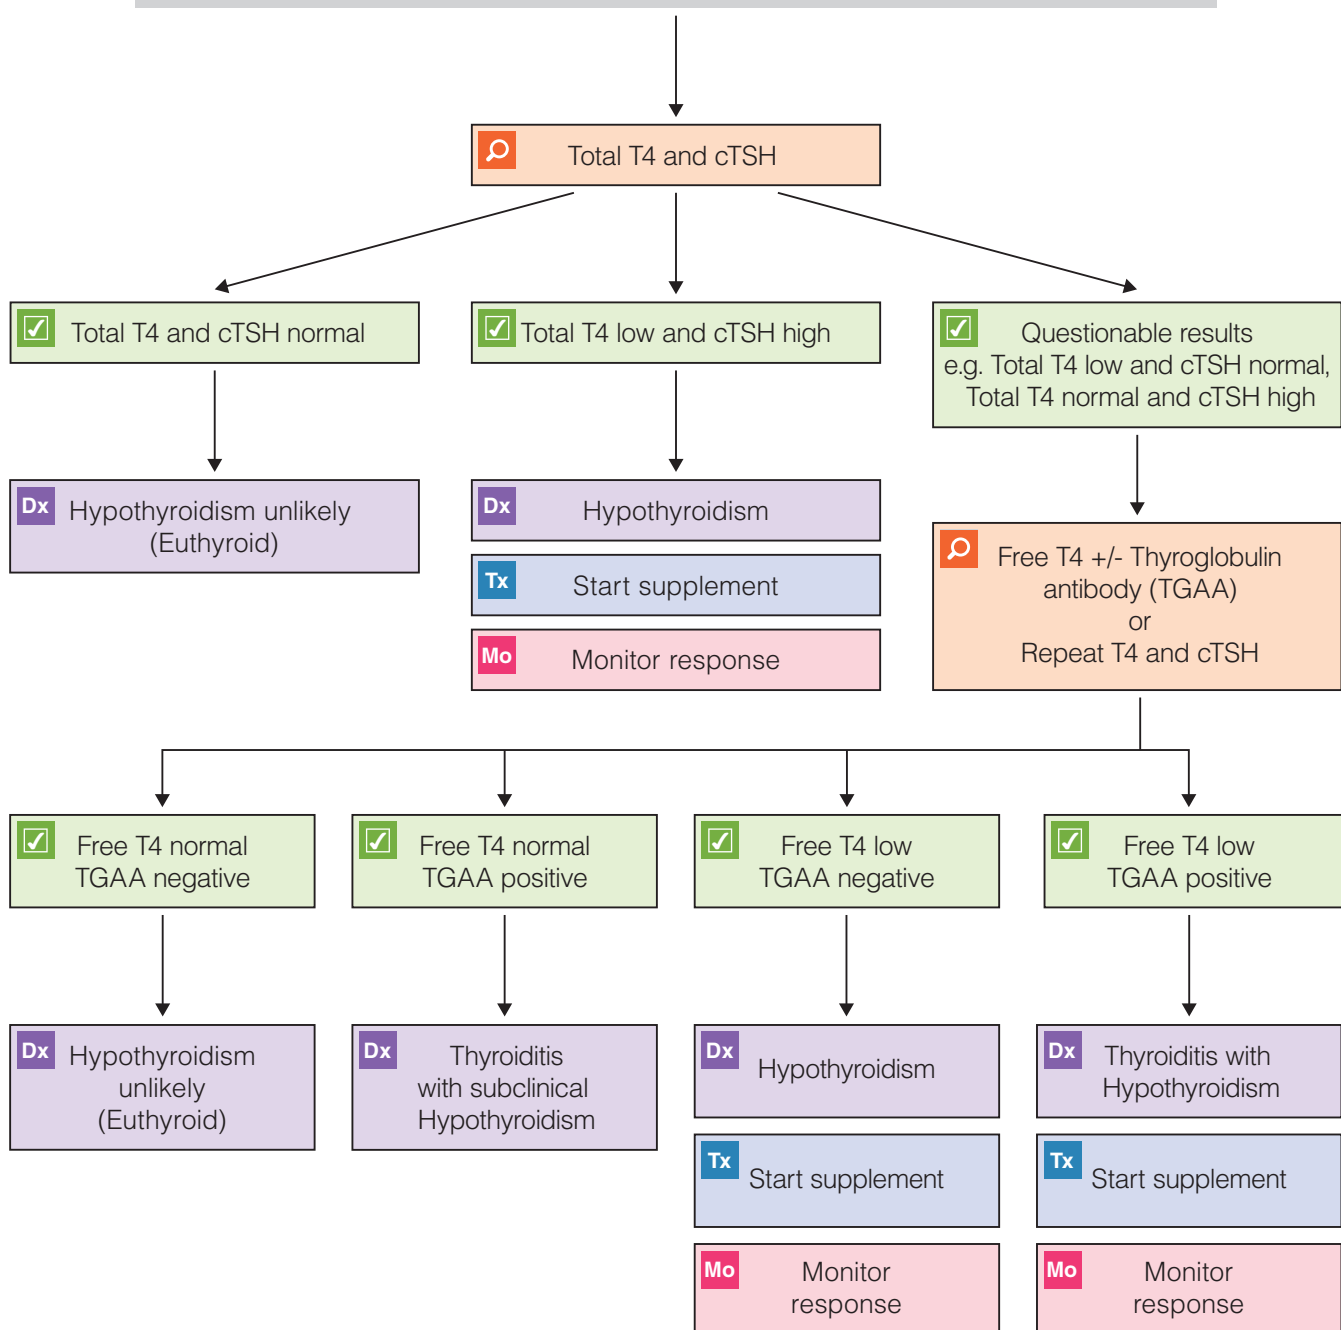 Total T4 and cTSH
Total T4 and cTSH normal
Total T4 low and cTSH high
Questionable results
e.g. Total T4 low and cTSH normal,
Total T4 normal and cTSH high
Dx
Hypothyroidism unlikely
(Euthyroid)
Dx
Hypothyroidism
Tx
Start supplement
Mo
Monitor response
Free T4 +/- Thyroglobulin
antibody (TGAA)
or
Repeat T4 and cTSH
Free T4 normal
TGAA negative
Free T4 normal
TGAA positive
Free T4 low
TGAA negative
Free T4 low
TGAA positive
Dx
Hypothyroidism
unlikely
(Euthyroid)
Dx
Thyroiditis
with subclinical
Hypothyroidism
Dx
Hypothyroidism
Tx
Start supplement
Mo
Monitor
response
Dx
Thyroiditis with
Hypothyroidism
Tx
Start supplement
Mo
Monitor
response